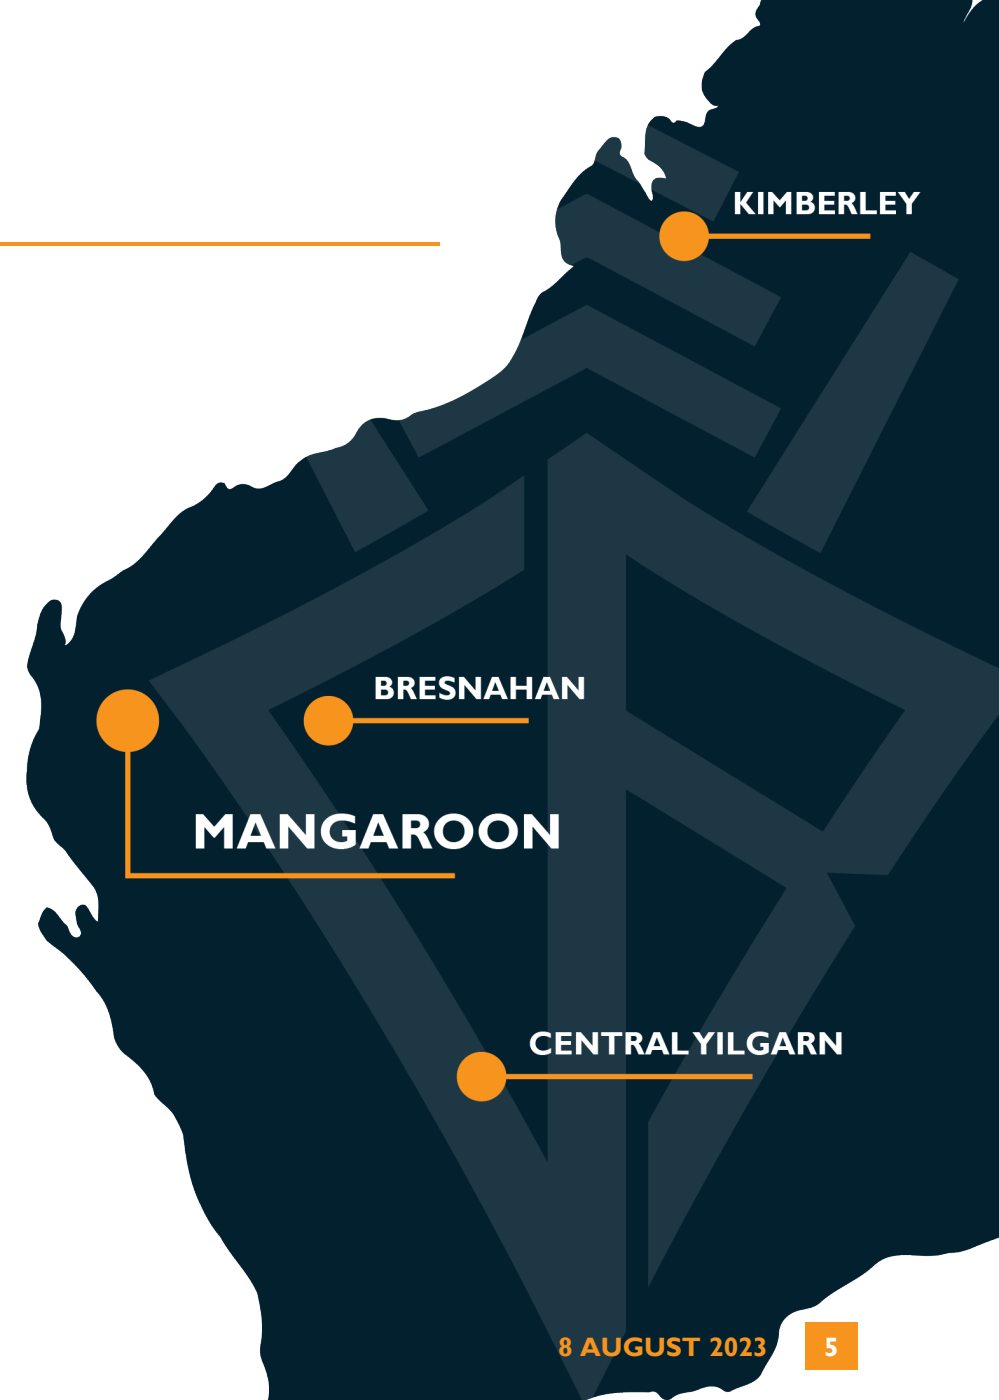 KIMBERLEY
BRESNAHAN
MANGAROON
CENTRAL YILGARN
8 AUGUST 2023 5